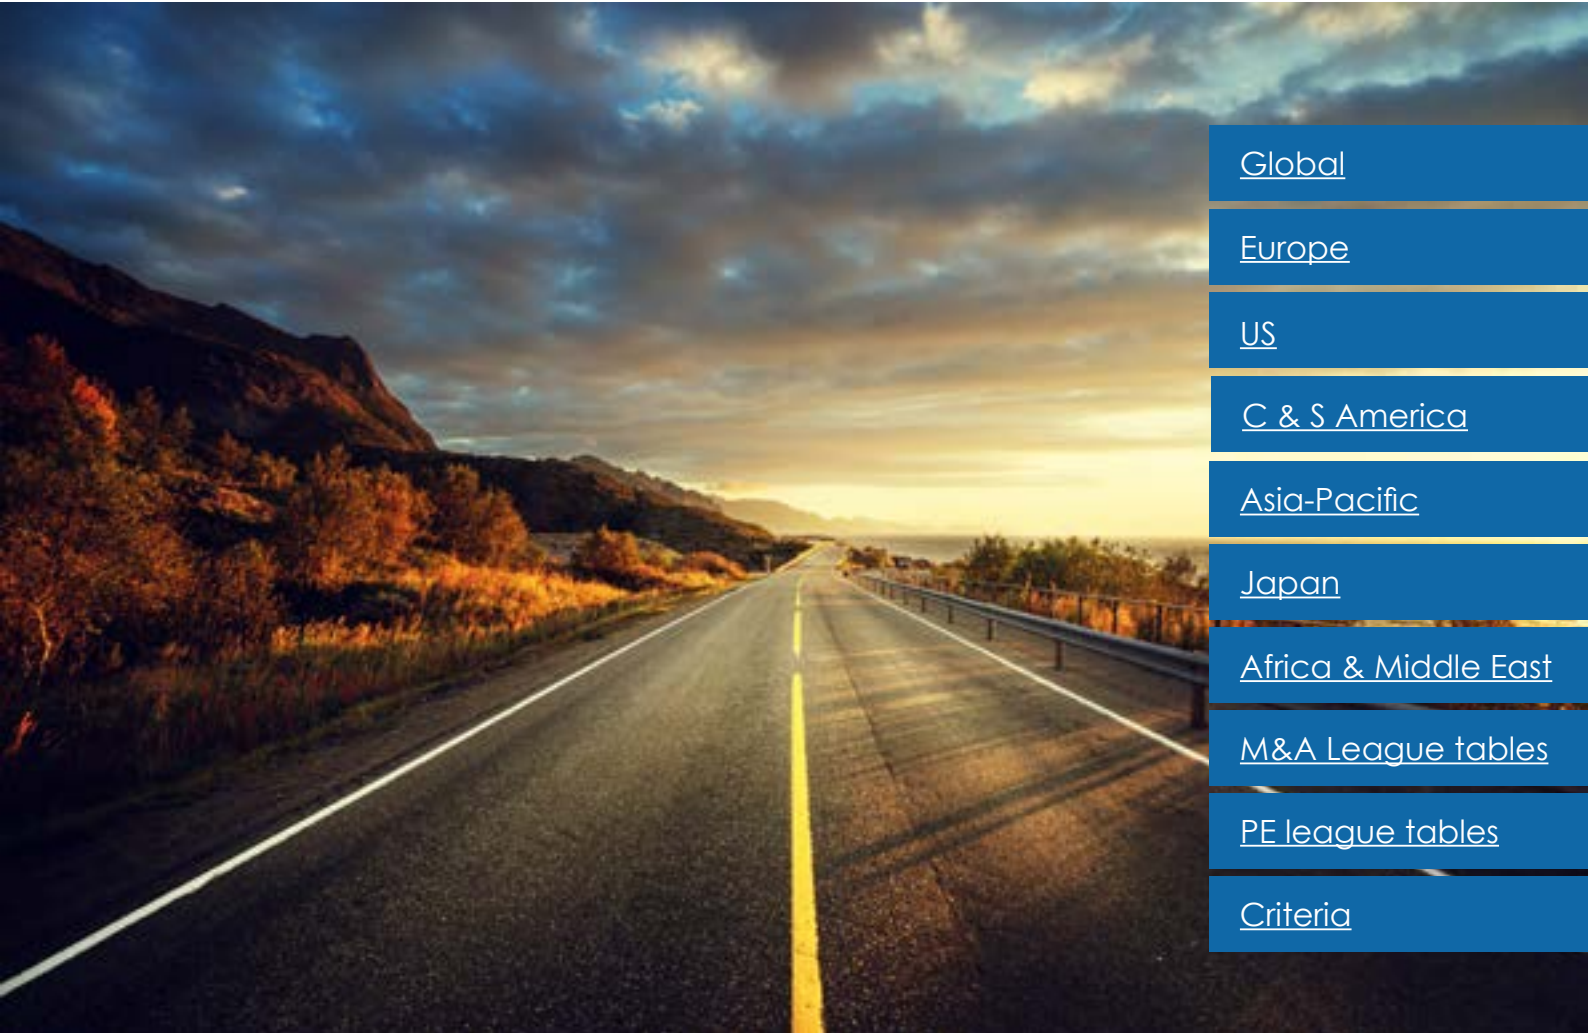 Global
Europe
US
C & S America
Asia-Pacific
Japan
Africa & Middle East
M&A League tables
PE league tables
Criteria